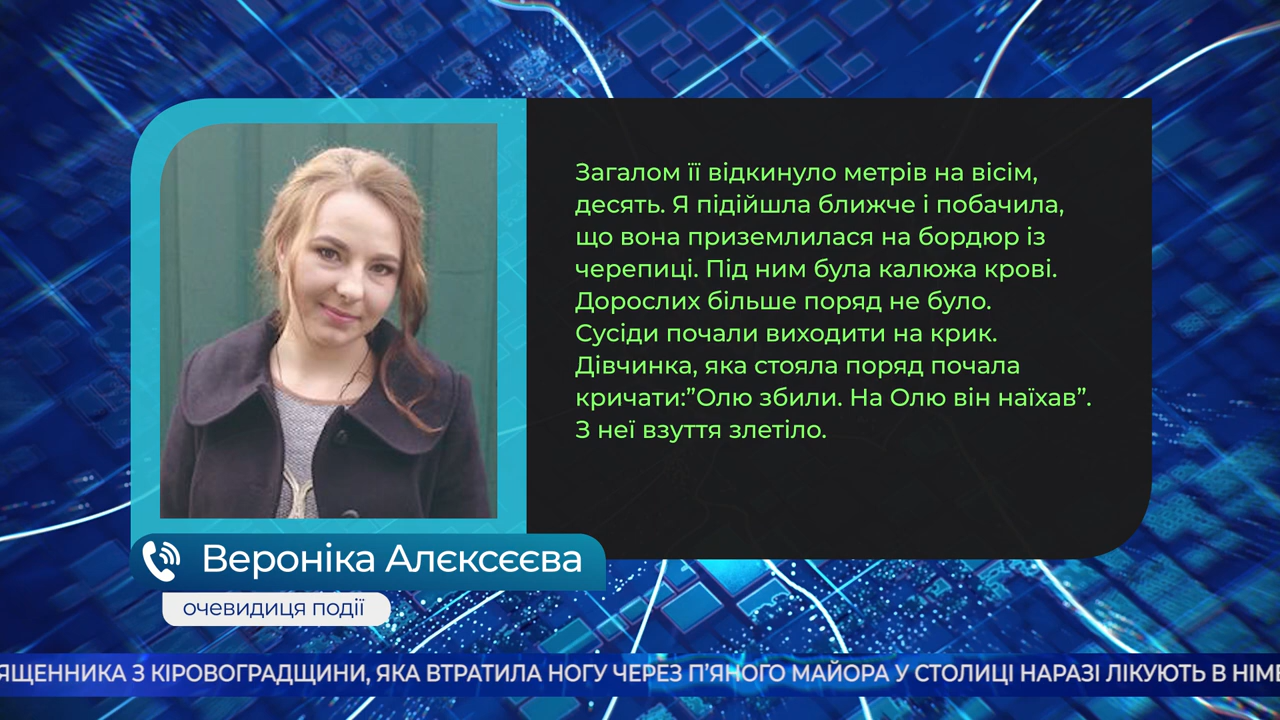 Загалом її відкинуло метрів на вісім,
десять. Я підійшла ближче і побачила,
що вона приземлилася на бордюр із
черепиці. Під ним була калюжа крові.
Дорослих більше поряд не було.
Сусіди почали виходити на крик.
Дівчинка, яка стояла поряд почала
кричати:”Олю збили. На Олю він наїхав”.
З неї взуття злетіло.
Вероніка Алєксєєва
очевидиця події
ЯЩЕННИКА З КІРОВОГРАДЩИНИ, ЯКА ВТРАТИЛА НОГУ ЧЕРЕЗ П’ЯНОГО МАЙОРА У СТОЛИЦІ НАРАЗІ ЛІКУЮТЬ В НІМЕ